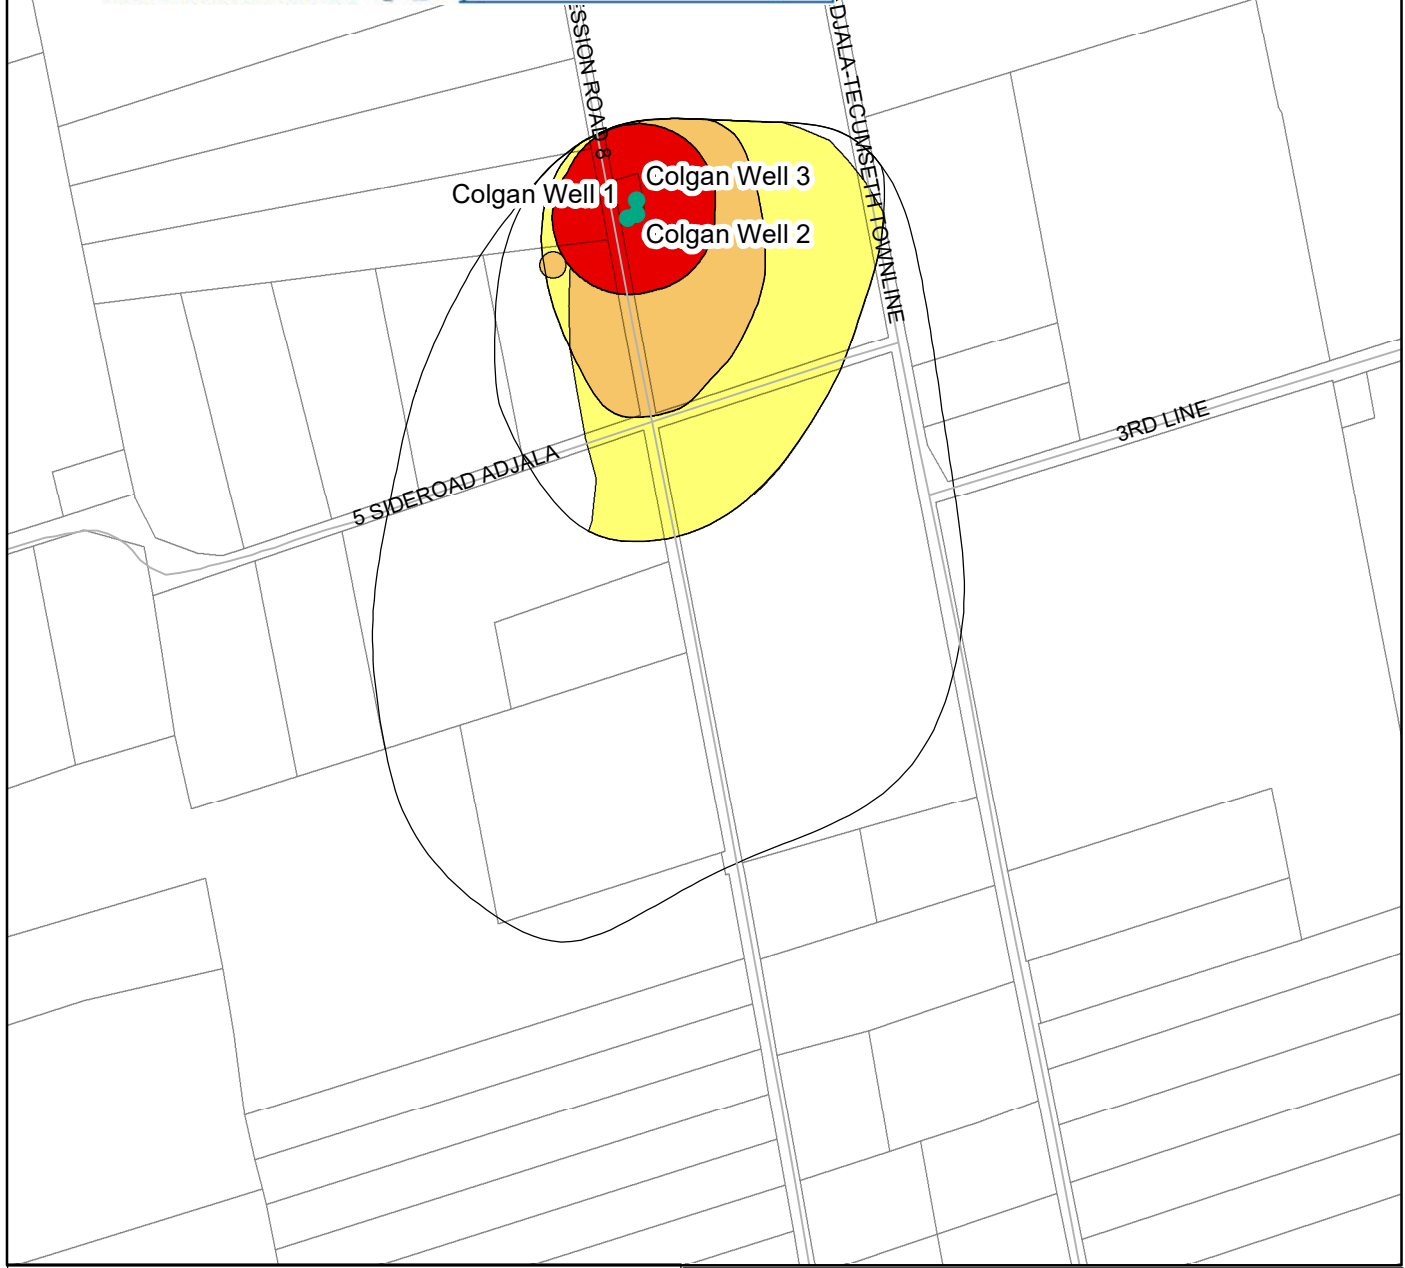 ESSION ROAD 8
DJALA-TECUMSETH TOWNLINE
Colgan Well 3
Colgan Well 1
Colgan Well 2
3RD LINE
5 SIDEROAD ADJALA